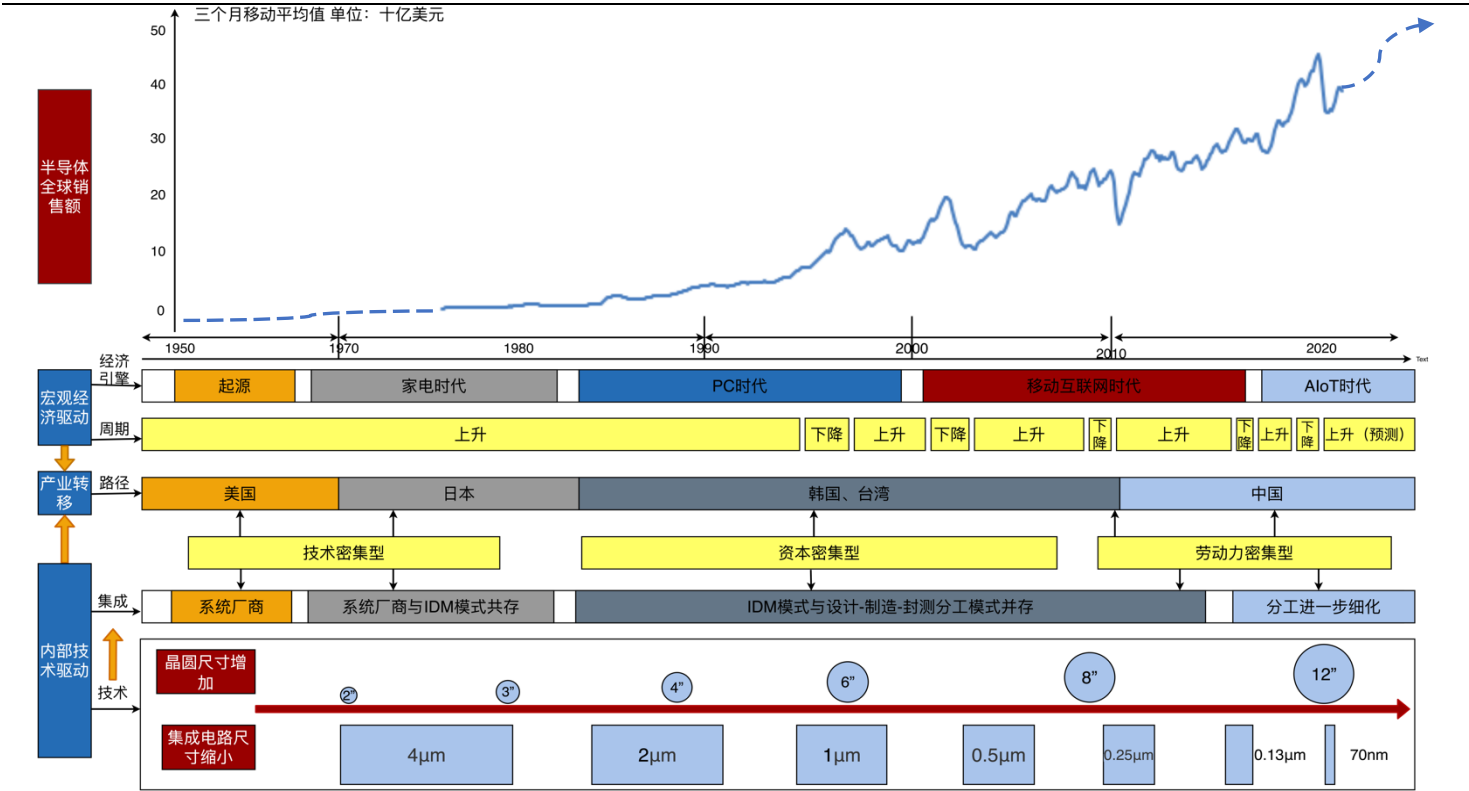 三个月移动平均值 单位：十亿美元
50
40
30
20
10
0
半导体
全球销
售额
1950
1970
1980
1990
2000
2010
2020
Text
宏观经
济驱动
经济
引擎
起源
家电时代
PC时代
移动互联网时代
AIoT时代
周期
上升
下降
上升
下降
上升
下
降
上升
下
降
上升
下
降
上升（预测）
产业转
移
路径
美国
日本
韩国、台湾
中国
技术密集型
资本密集型
劳动力密集型
内部技
术驱动
集成
系统厂商
系统厂商与IDM模式共存
IDM模式与设计-制造-封测分工模式并存
分工进一步细化
技术
晶圆尺寸增
加
2”
3”
4”
6”
8”
12”
集成电路尺
寸缩小
4μm
2μm
1μm
0.5μm
0.25μm
0.13μm
70nm